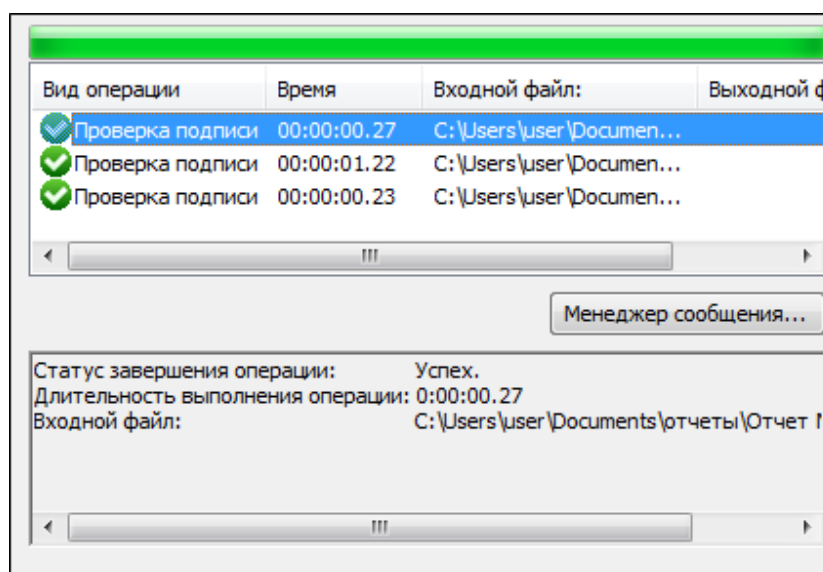 Вид операции Время Входной файл: Выходной ф
Проверка подписи 00:00:00.27 C:\Users\user\Documen...
Проверка подписи 00:00:01.22 C:\Users\user\Documen...
Проверка подписи 00:00:00.23 C:\Users\user\Documen...
Менеджер сообщения...
Статус завершения операции: Успех.
Длительность выполнения операции: 0:00:00.27
Входной файл: C:\Users\user\Documents\отчеты\Отчет